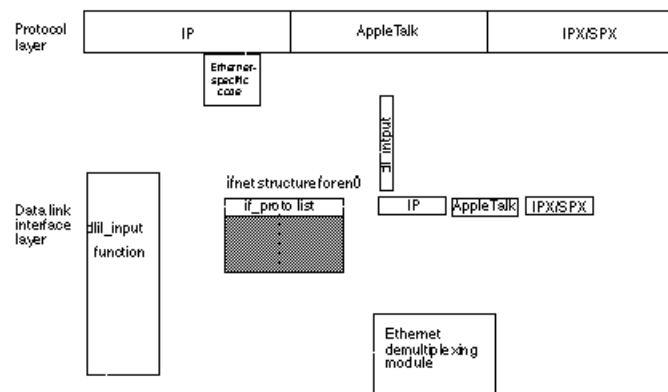 Protocol
layer
IP
AppleTalk
IPX/SPX
Ethernet-
specific
code
dl_intput
ifnet structure for en0
if_proto list
IP
AppleTalk
IPX/SPX
Data link
interface
layer
dlil_input
function
Ethernet
demultiplexing
module